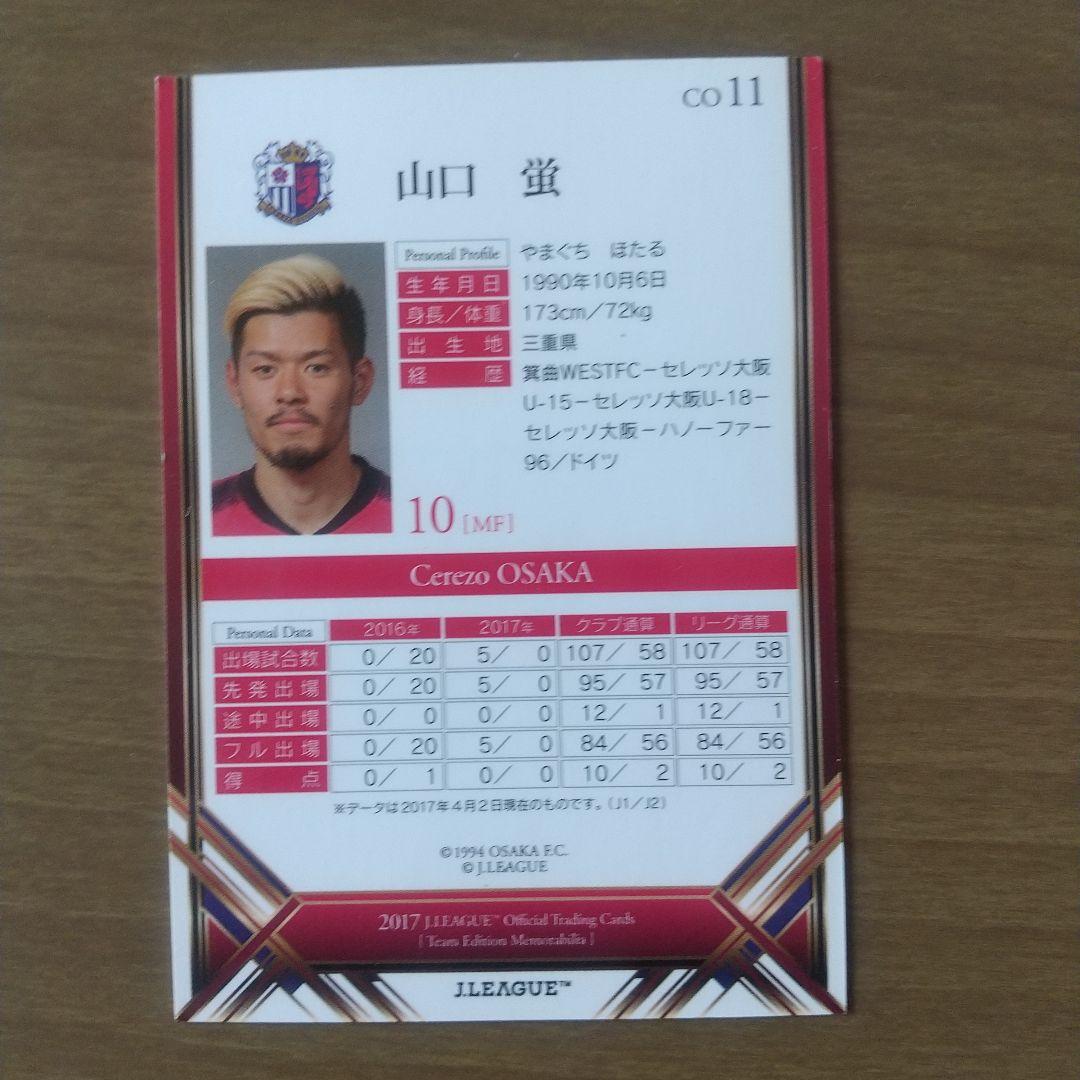 CO11
山口 蛍
Personal Profile やまぐち ほたる
生年月日 1990年10月6日
身長/体重 173cm/72kg
出生地 三重県
経歴 箕曲WESTFC－セレッソ大阪
U-15－セレッソ大阪U-18－
セレッソ大阪－ハノーファー
96/ドイツ
10 [MF]
Cerezo OSAKA
Personal Data 2016年 2017年 クラブ通算 リーグ通算
出場試合数 0/ 20 5/ 0 107/ 58 107/ 58
先発出場 0/ 20 5/ 0 95/ 57 95/ 57
途中出場 0/ 0 0/ 0 12/ 1 12/ 1
フル出場 0/ 20 5/ 0 84/ 56 84/ 56
得点 0/ 1 0/ 0 10/ 2 10/ 2
※データは2017年4月2日現在のものです。(J1/J2)
©1994 OSAKA F.C.
© J.LEAGUE
2017 J.LEAGUE™ Official Trading Cards
[Team Edition Memorabilia]
J.LEAGUE™